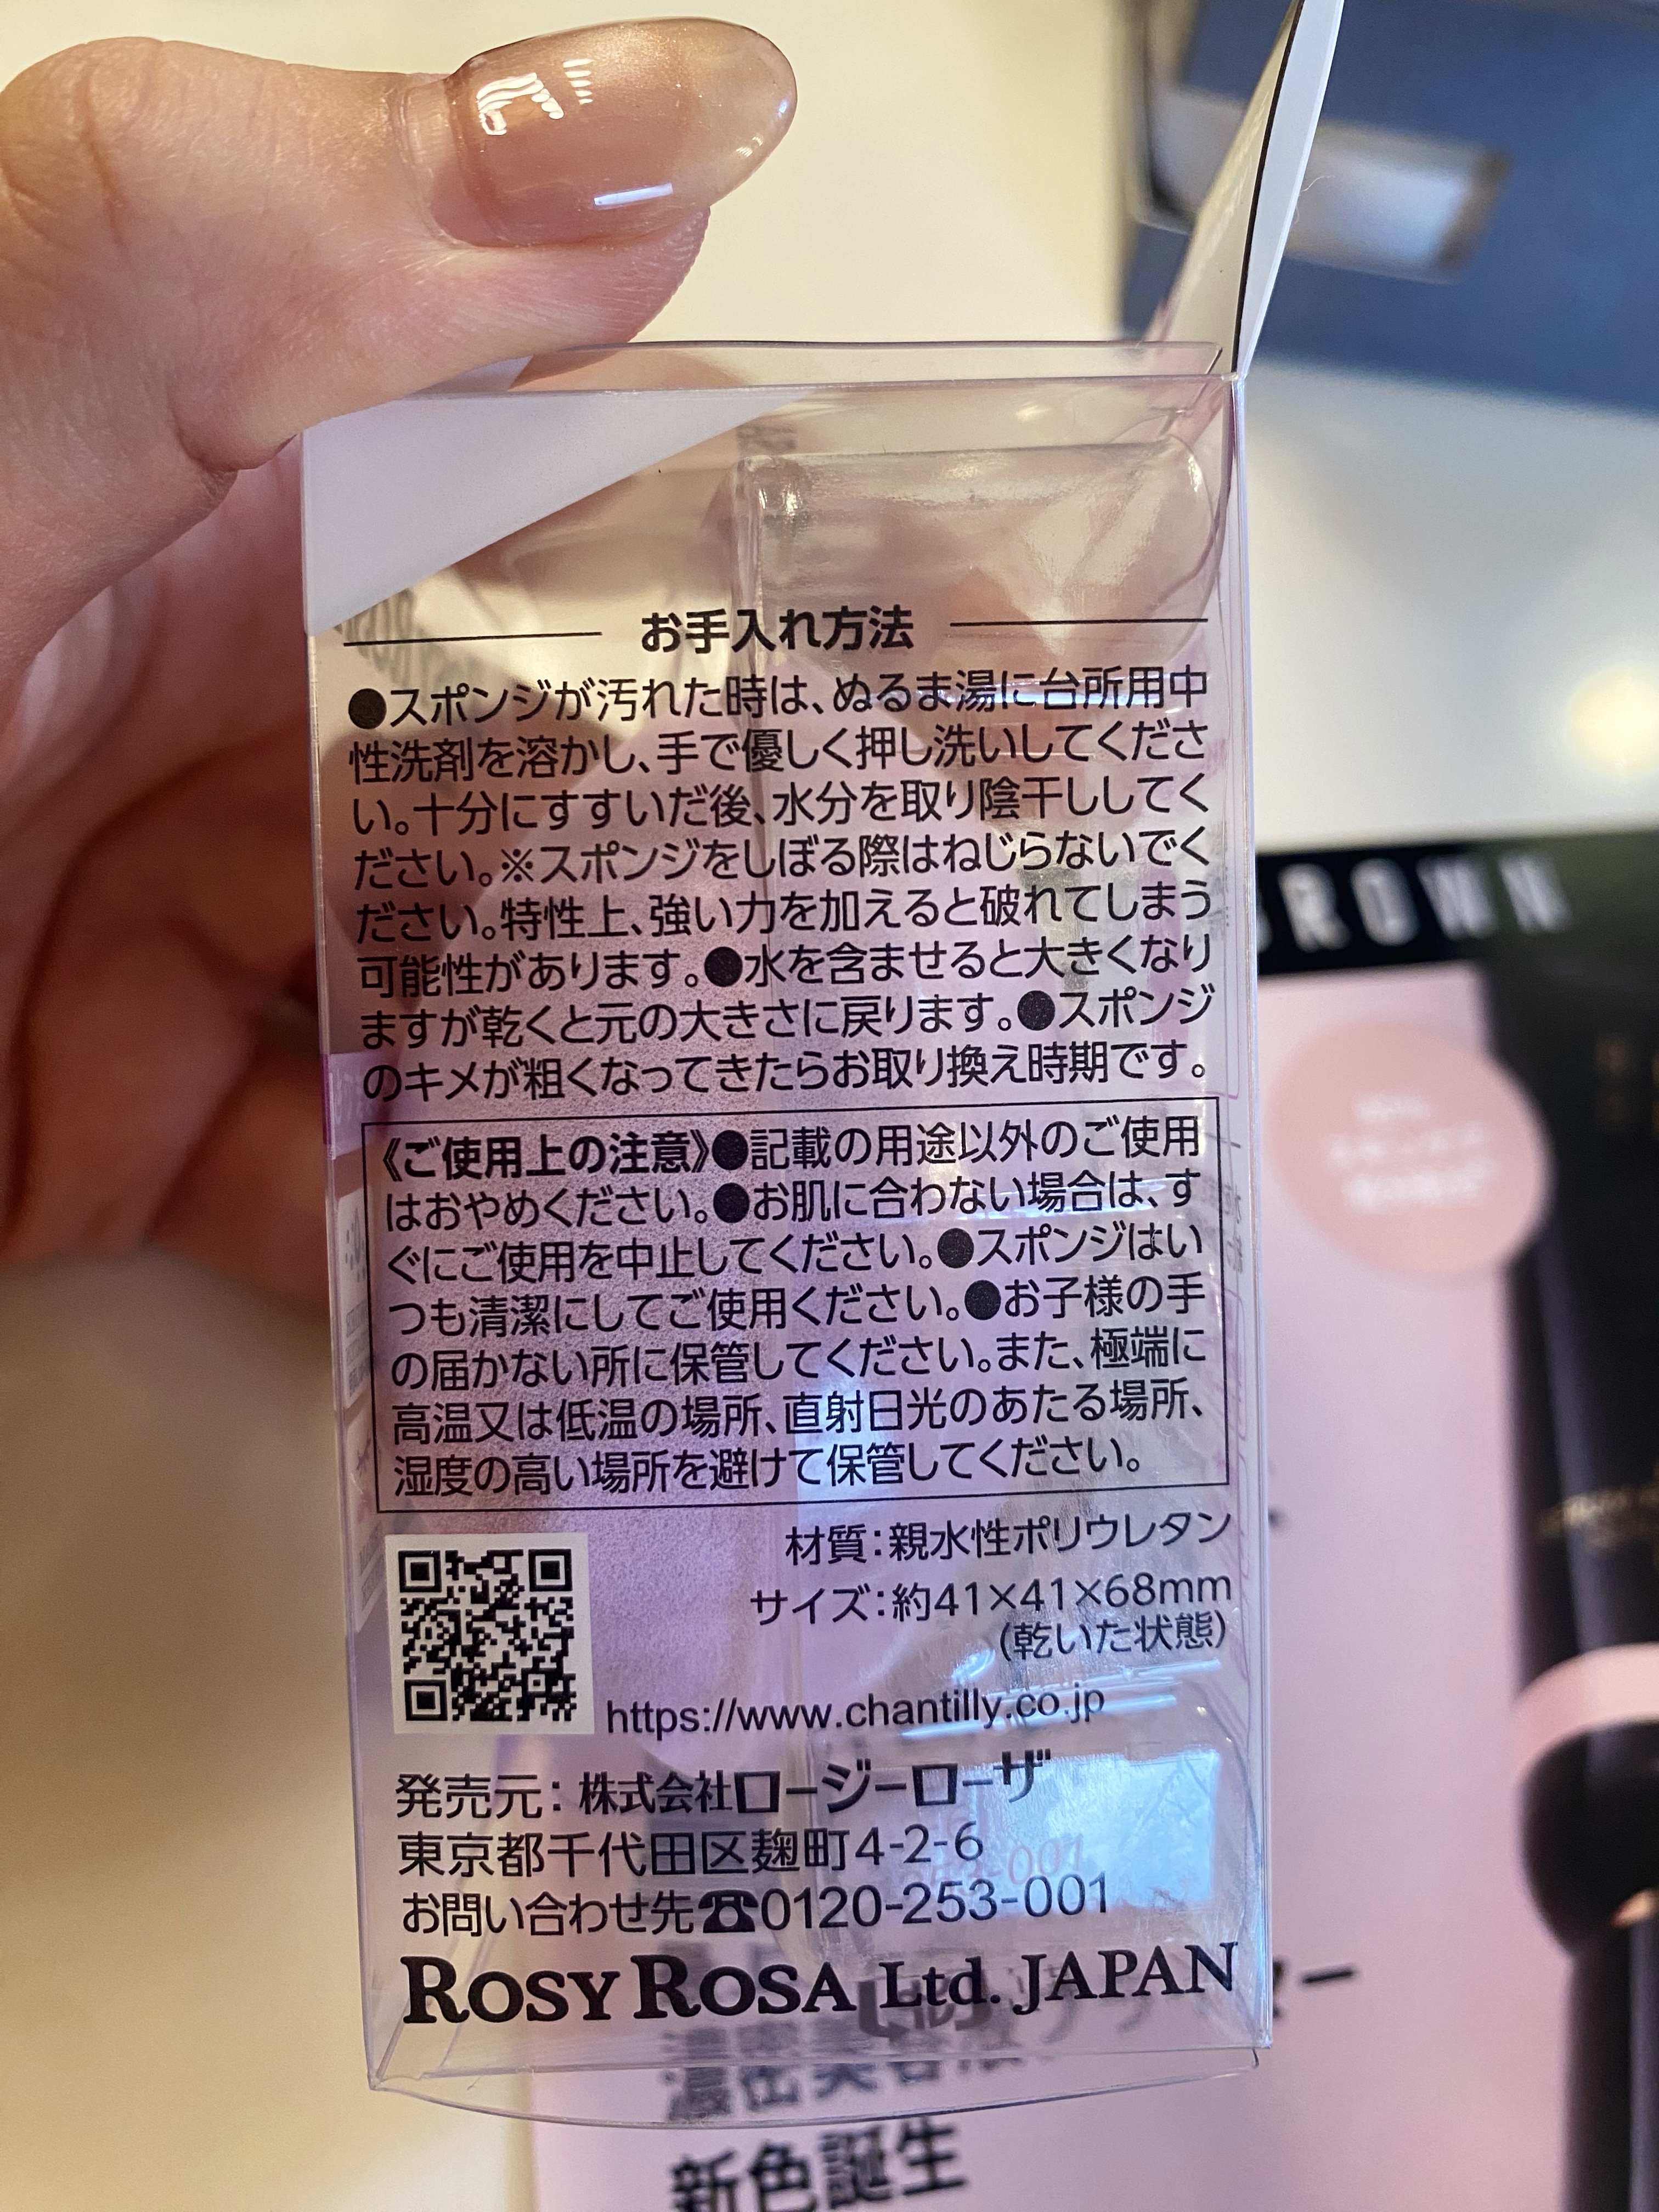 お手入れ方法
●スポンジが汚れた時は、ぬるま湯に台所用中
性洗剤を溶かし、手で優しく押し洗いしてくださ
い。十分にすすいだ後、水分を取り陰干ししてく
ださい。※スポンジをしぼる際はねじらないでく
ださい。特性上、強い力を加えると破れてしまう
可能性があります。●水を含ませると大きくなり
ますが乾くと元の大きさに戻ります。●スポンジ
のキメが粗くなってきたらお取り換え時期です。
《ご使用上の注意》●記載の用途以外のご使用
はおやめください。●お肌に合わない場合は、す
ぐにご使用を中止してください。●スポンジはい
つも清潔にしてご使用ください。●お子様の手
の届かない所に保管してください。また、極端に
高温又は低温の場所、直射日光のあたる場所、
湿度の高い場所を避けて保管してください。
材質：親水性ポリウレタン
サイズ：約41×41×68mm
（乾いた状態）
https://www.chantilly.co.jp
発売元：株式会社ロージーローザ
東京都千代田区麹町4-2-6
お問い合わせ先☎0120-253-001
ROSY ROSA Ltd. JAPAN
BROWN
新色誕生